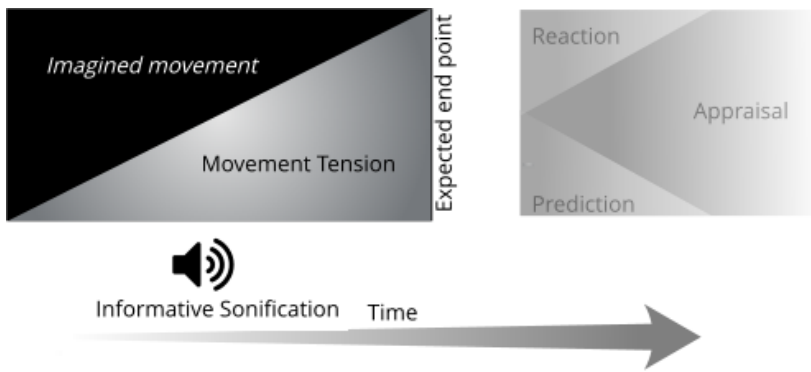 Imagined movement
Movement Tension
Expected end point
Reaction
Appraisal
Prediction
Informative Sonification
Time